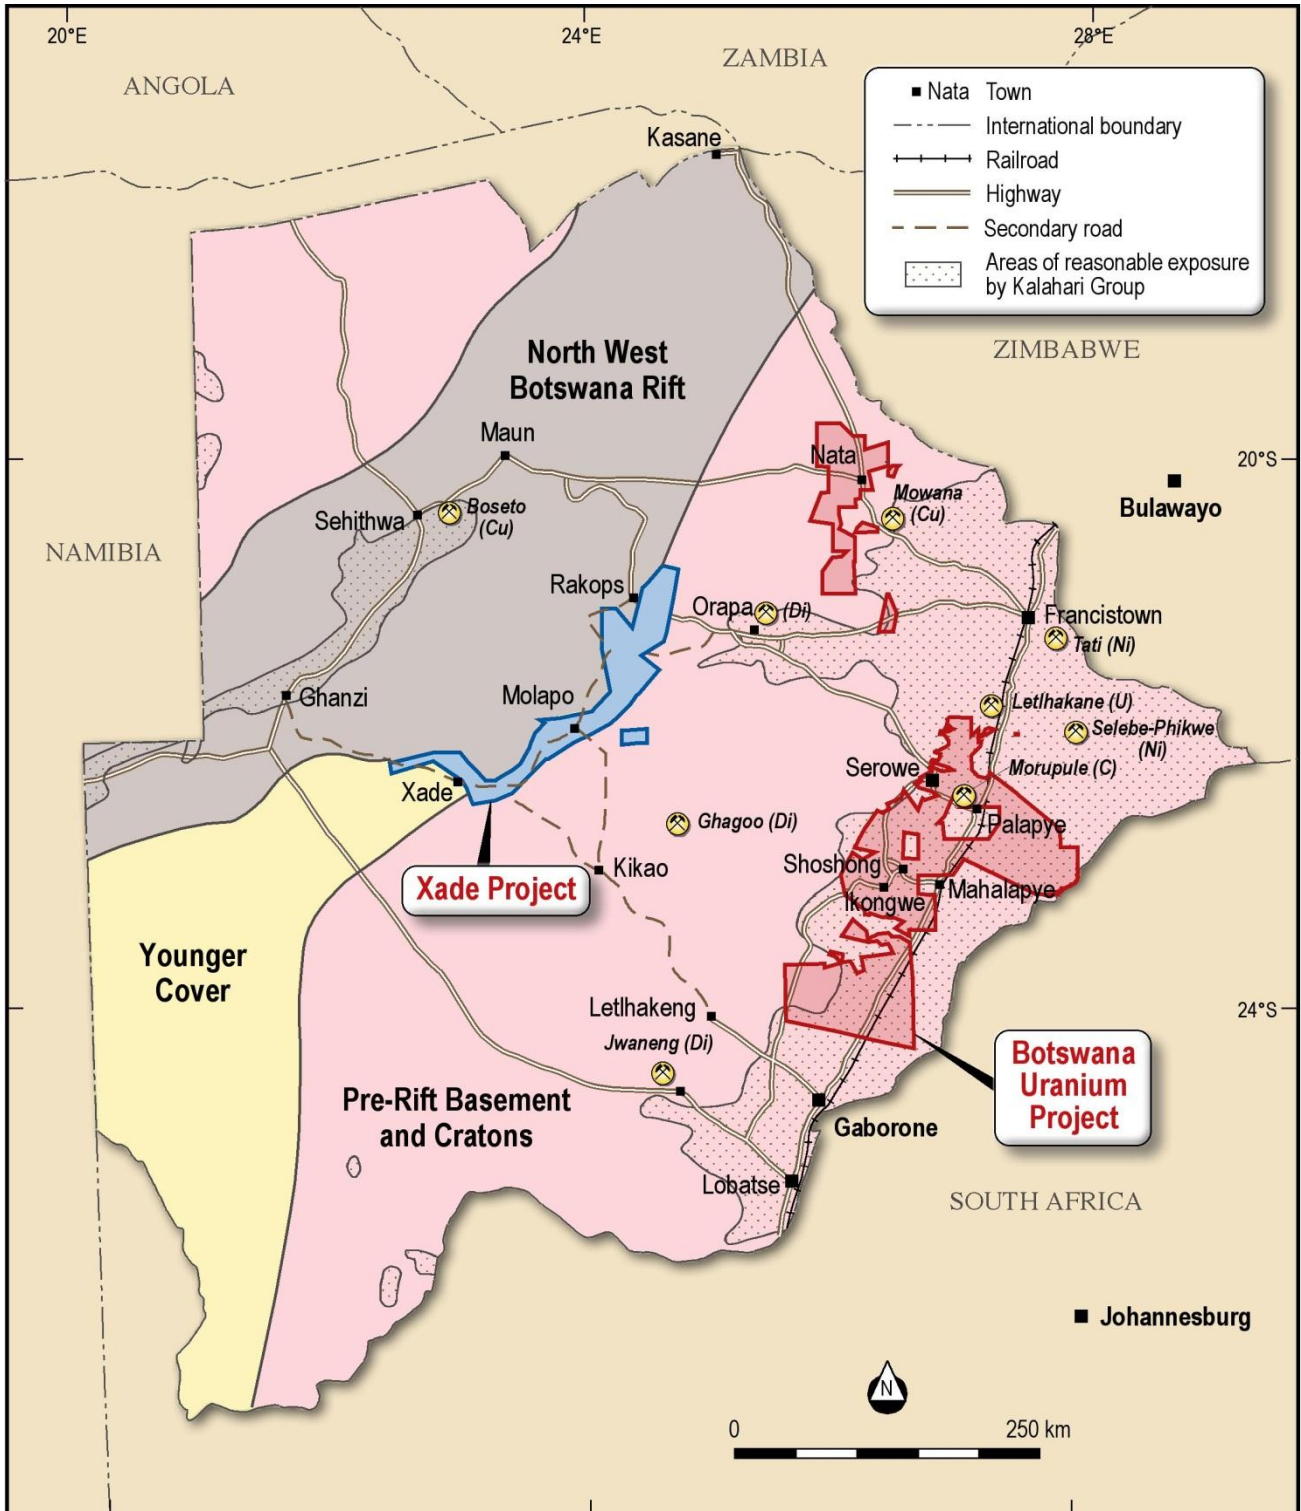 20°E
24°E
28°E
ANGOLA
ZAMBIA
Nata
Town
International boundary
Railroad
Highway
Secondary road
Areas of reasonable exposure
by Kalahari Group
Kasane
ZIMBABWE
North West
Botswana Rift
Maun
Nata
20°S
Mowana
(Cu)
Bulawayo
Boseto
(Cu)
Sehithwa
NAMIBIA
Rakops
Orapa
(Di)
Francistown
Tati (Ni)
Ghanzi
Molapo
Letlhakane (U)
Selebe-Phikwe
(Ni)
Serowe
Morupule (C)
Xade
Ghagoo (Di)
Palapye
Xade Project
Kikao
Shoshong
Ikongwe
Mahalapye
Younger
Cover
Letlhakeng
24°S
Jwaneng (Di)
Botswana
Uranium
Project
Pre-Rift Basement
and Cratons
Gaborone
Lobatse
SOUTH AFRICA
Johannesburg
N
0
250 km